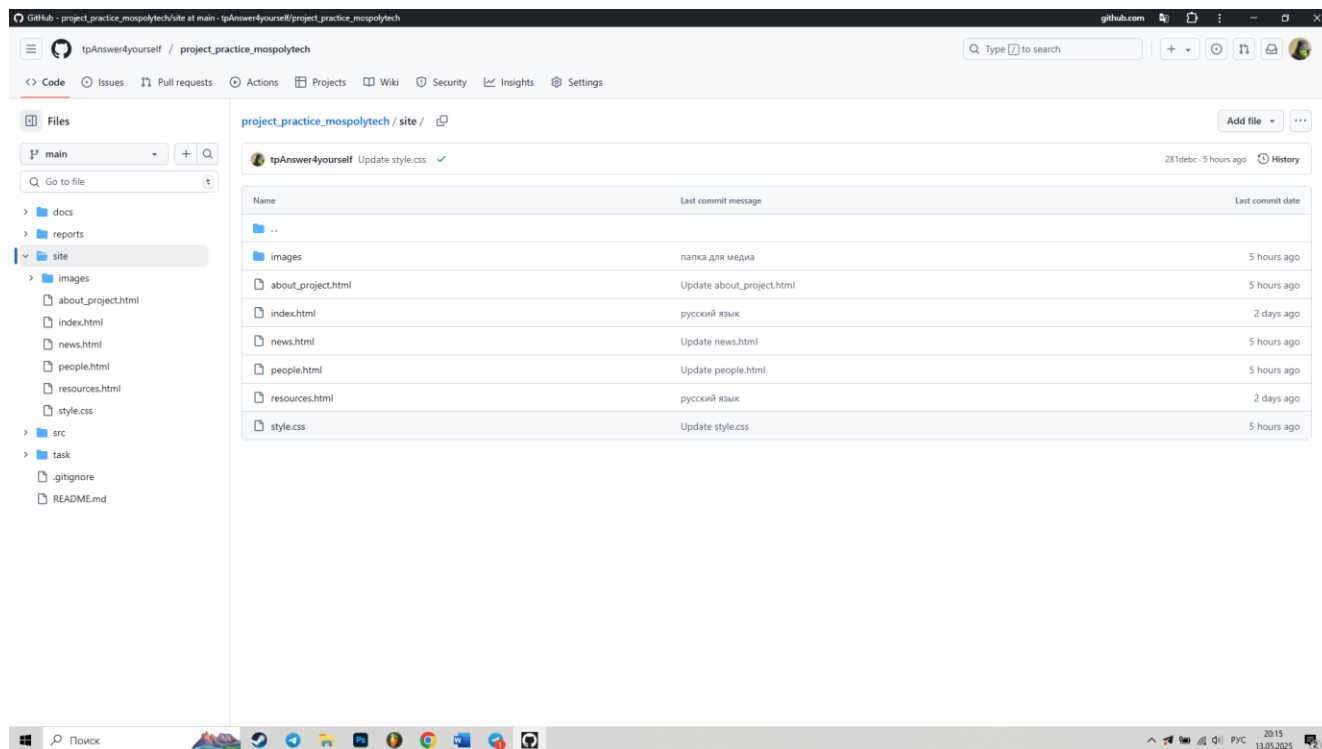 GitHub - project_practice_mospolytech/site at main · tpAnswer4yourself/project_practice_mospolytech github.com
tpAnswer4yourself / project_practice_mospolytech Type / to search
Code Issues Pull requests Actions Projects Wiki Security Insights Settings
Files
main
Go to file t
docs
reports
site
images
about_project.html
index.html
news.html
people.html
resources.html
style.css
src
task
.gitignore
README.md
project_practice_mospolytech / site / Add file
tpAnswer4yourself Update style.css 281debc · 5 hours ago History
Name Last commit message Last commit date
..
images папка для медиа 5 hours ago
about_project.html Update about_project.html 5 hours ago
index.html русский язык 2 days ago
news.html Update news.html 5 hours ago
people.html Update people.html 5 hours ago
resources.html русский язык 2 days ago
style.css Update style.css 5 hours ago
Поиск Ps W РУС 20:15
13.05.2025